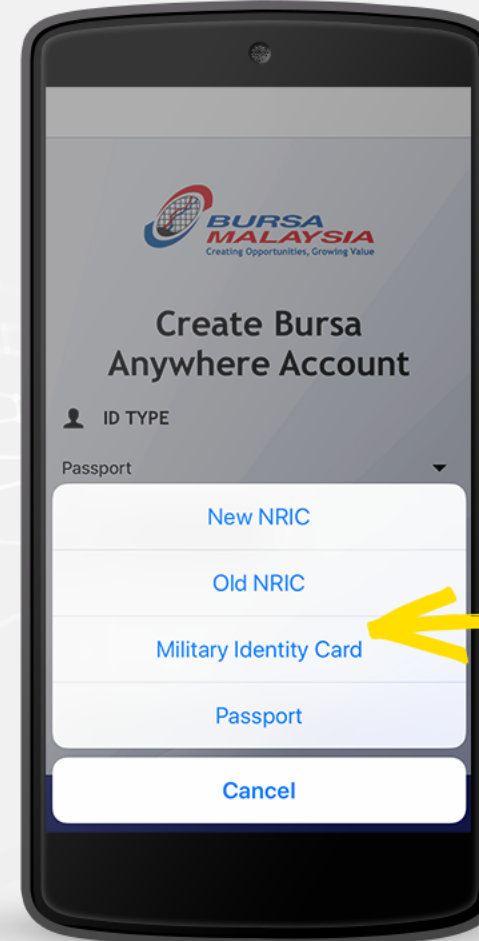 BURSA
MALAYSIA
Creating Opportunities, Growing Value
Create Bursa
Anywhere Account
ID TYPE
Passport
New NRIC
Old NRIC
Military Identity Card
Passport
Cancel